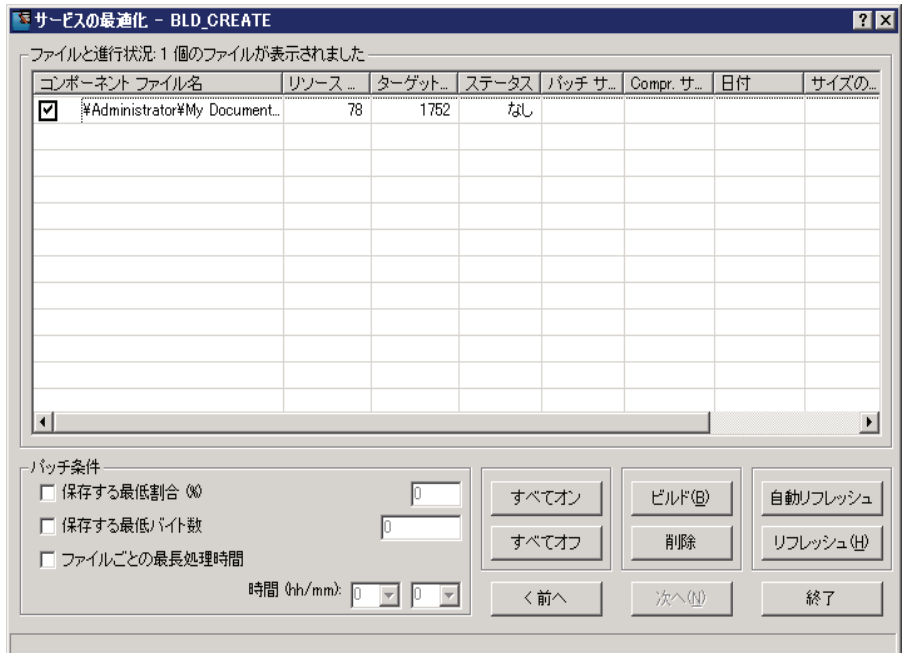 サービスの最適化 - BLD_CREATE
ファイルと進行状況: 1 個のファイルが表示されました
コンポーネント ファイル名 リソース ... ターゲット... ステータス パッチ サ... Compr. サ... 日付 サイズの...
¥Administrator¥My Document... 78 1752 なし
パッチ条件
保存する最低割合 (%) 0
保存する最低バイト数 0
ファイルごとの最長処理時間
時間 (hh/mm): 0 0
すべてオン ビルド(B) 自動リフレッシュ
すべてオフ 削除 リフレッシュ(H)
< 前へ 次へ(N) 終了